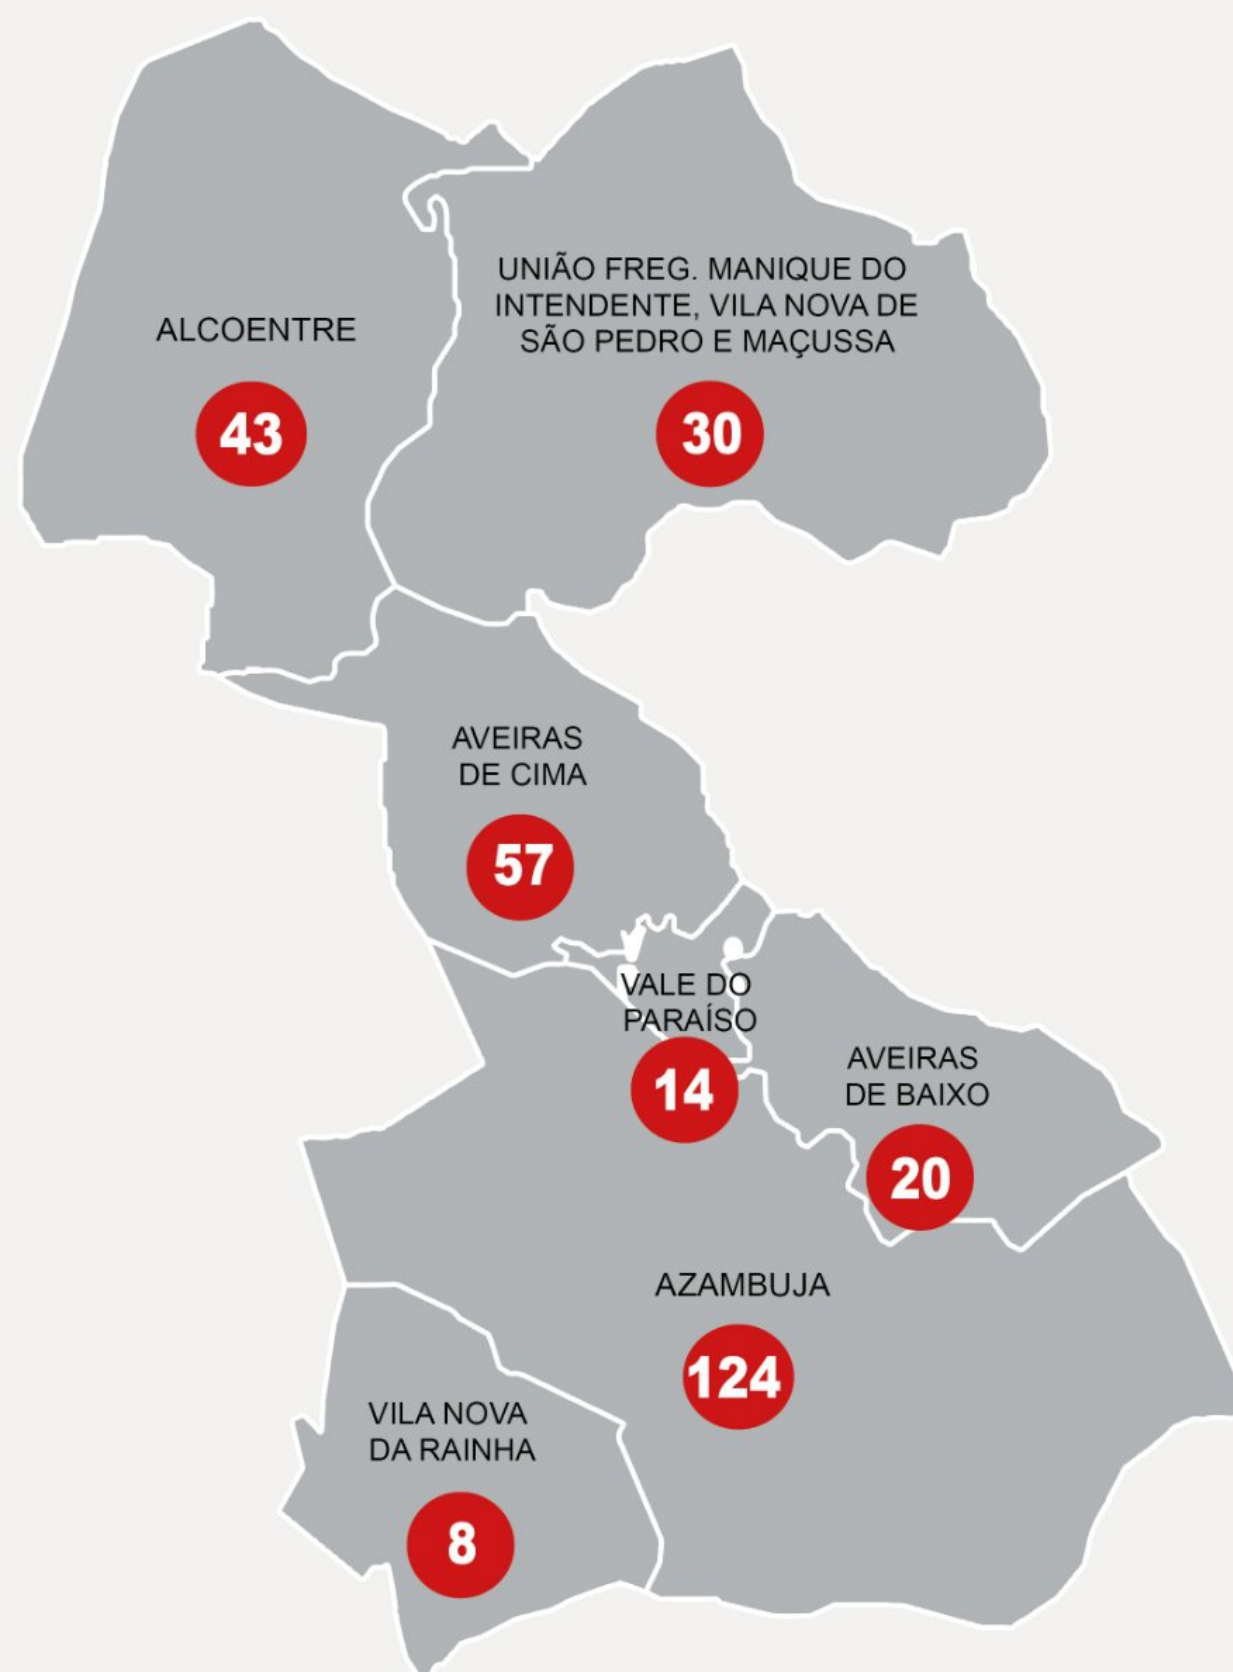 UNIÃO FREG. MANIQUE DO
INTENDENTE, VILA NOVA DE
SÃO PEDRO E MAÇUSSA
30
ALCOENTRE
43
AVEIRAS
DE CIMA
57
VALE DO
PARAÍSO
14
AVEIRAS
DE BAIXO
20
AZAMBUJA
124
VILA NOVA
DA RAINHA
8